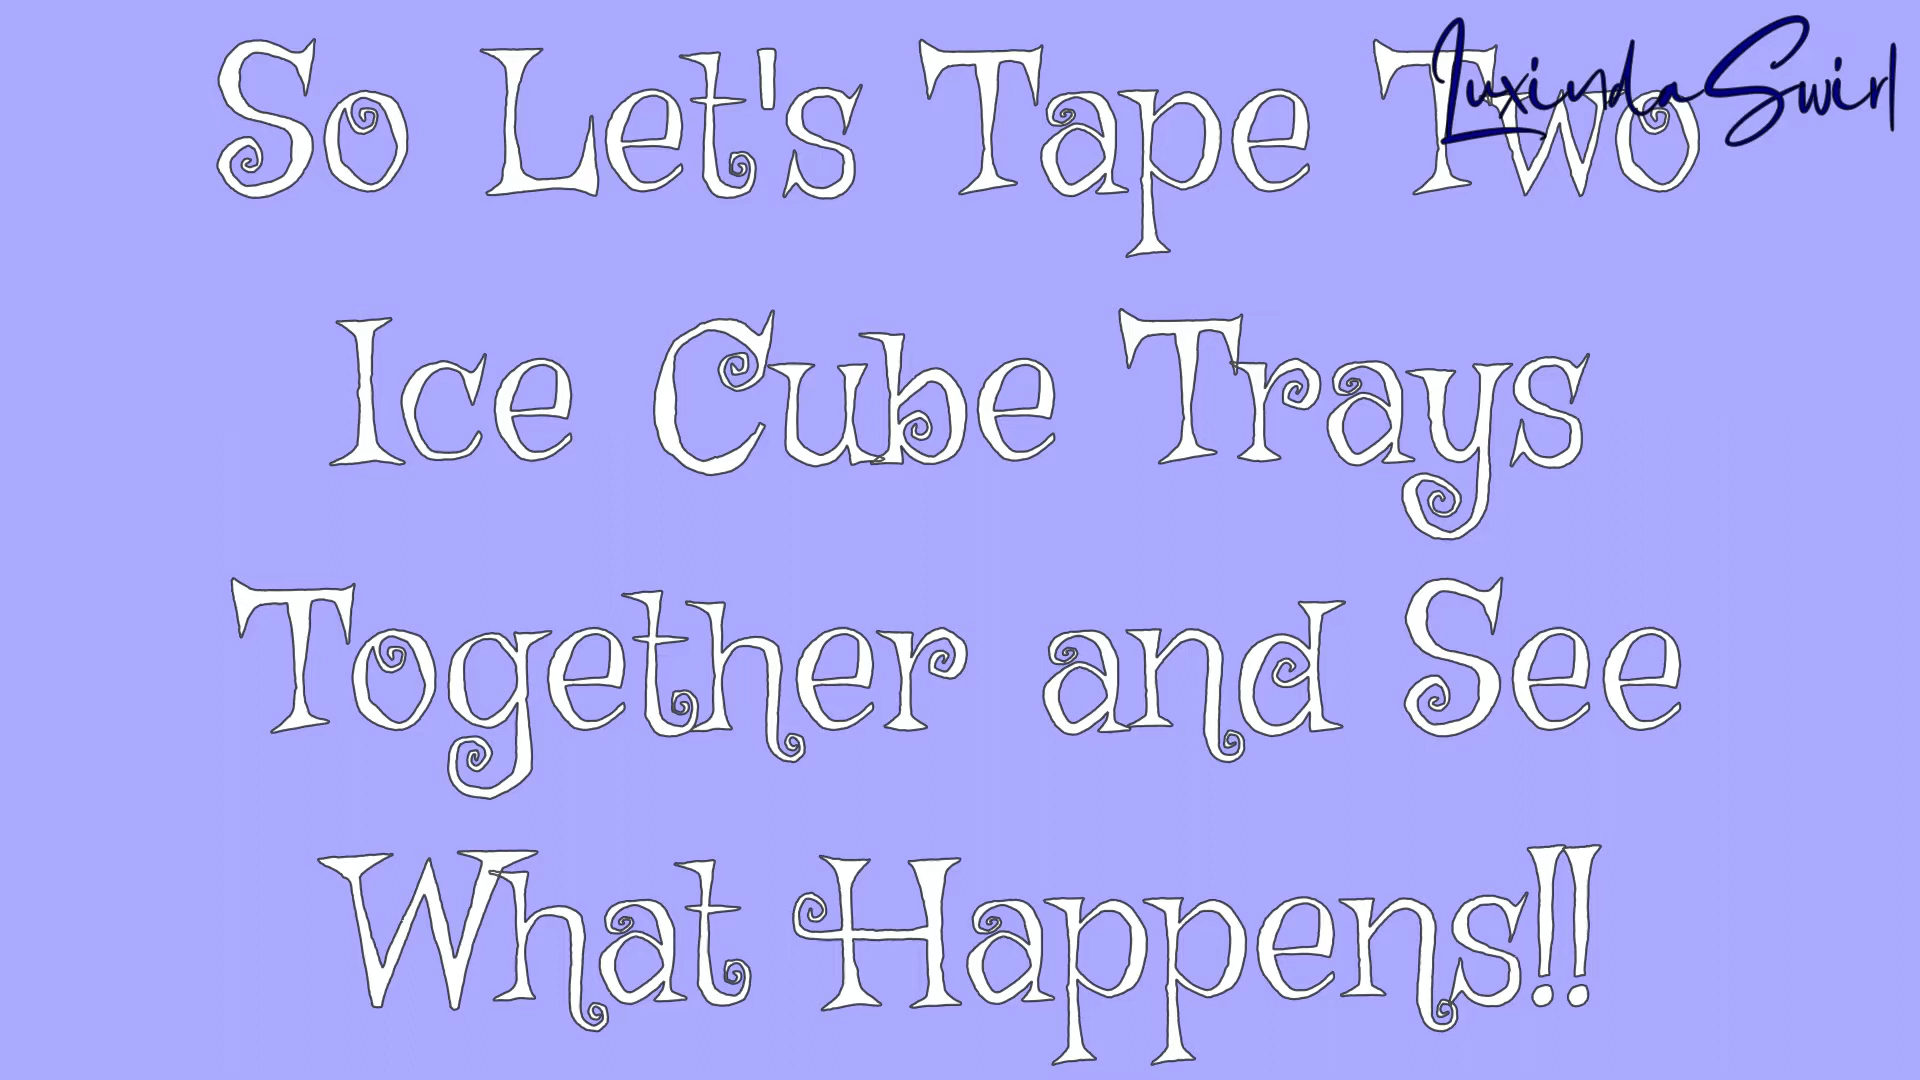 So Let's Tape Two
LuxindaSwirl
Ice Cube Trays
Together and See
What Happens!!